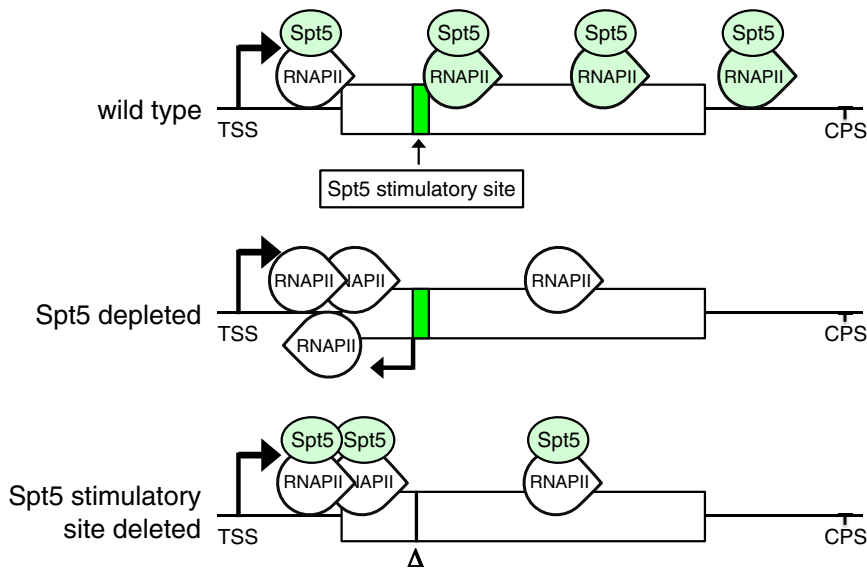 Spt5 Spt5 Spt5 Spt5
RNAPII RNAPII RNAPII RNAPII
wild type
TSS CPS
Spt5 stimulatory site
RNAPII NAPII RNAPII
Spt5 depleted
TSS CPS
RNAPII
Spt5 Spt5 Spt5
RNAPII NAPII RNAPII
Spt5 stimulatory
site deleted
TSS CPS
Δ